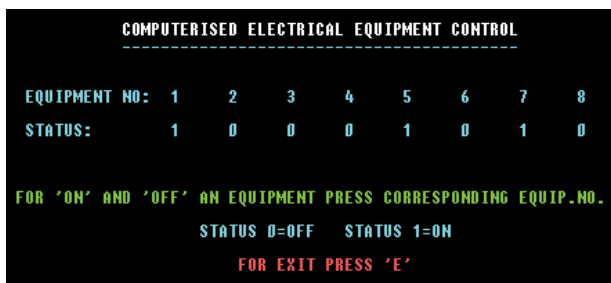 COMPUTERISED ELECTRICAL EQUIPMENT CONTROL
-------------------------------------------
EQUIPMENT NO: 1 2 3 4 5 6 7 8
STATUS: 1 0 0 0 1 0 1 0
FOR 'ON' AND 'OFF' AN EQUIPMENT PRESS CORRESPONDING EQUIP.NO.
STATUS 0=OFF STATUS 1=ON
FOR EXIT PRESS 'E'